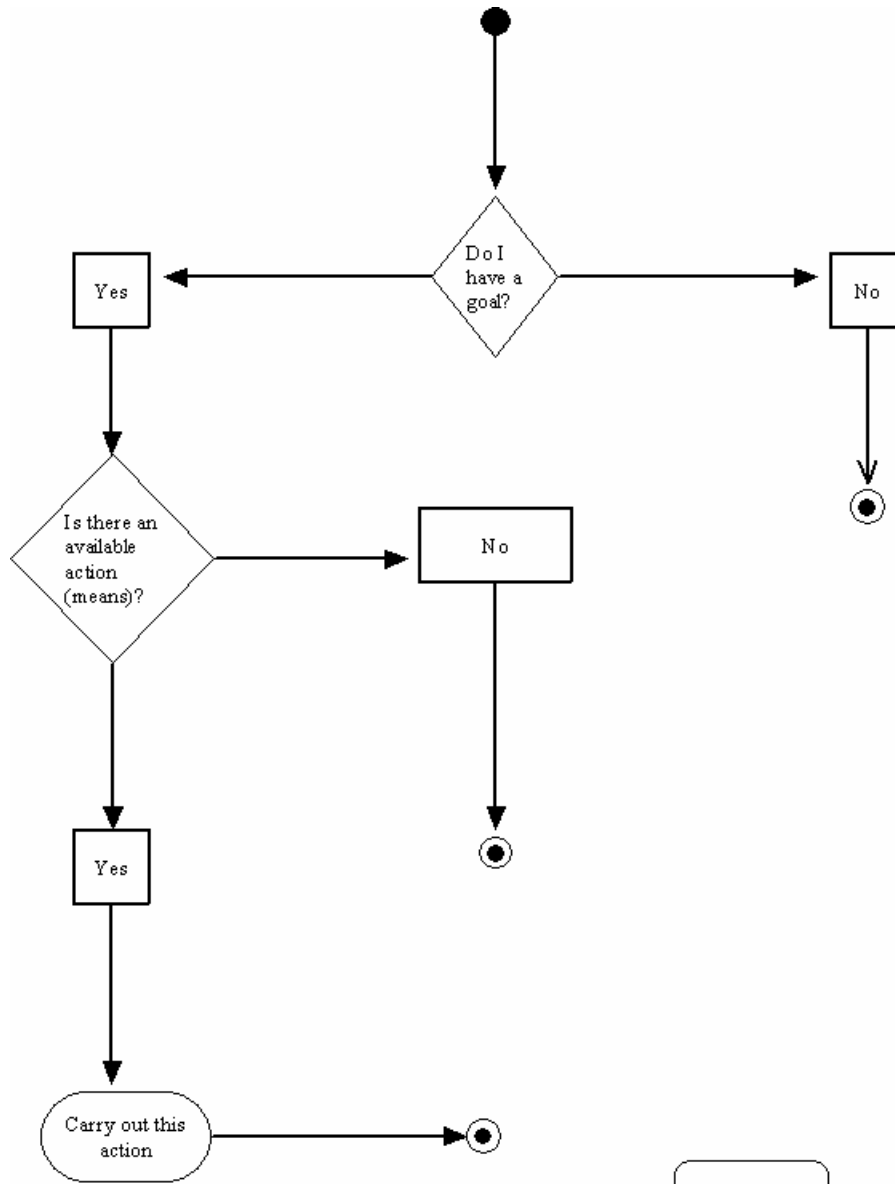 Do I
have a
goal?
Yes
No
Is there an
available
action
(means)?
No
Yes
Carry out this
action